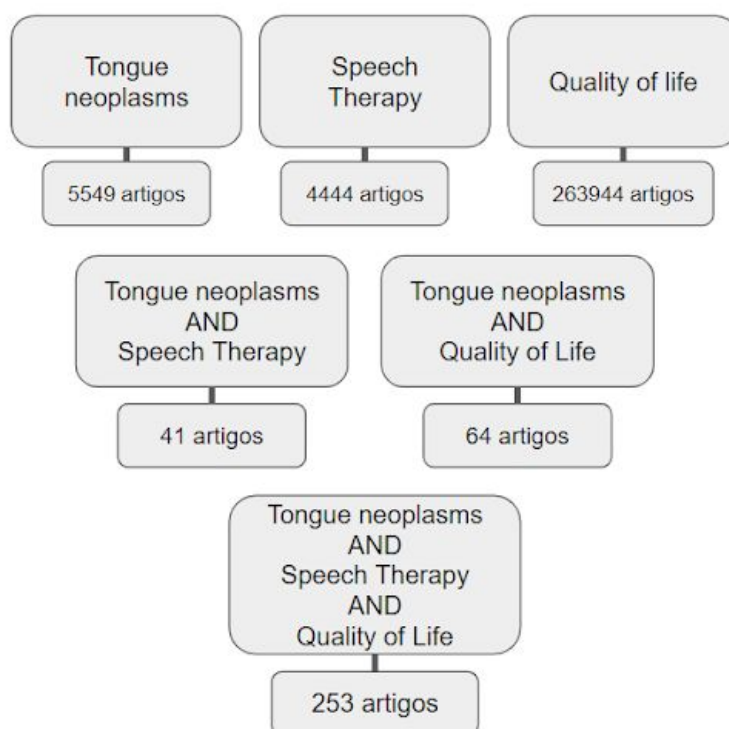 Tongue
neoplasms
Speech
Therapy
Quality of life
5549 artigos
4444 artigos
263944 artigos
Tongue neoplasms
AND
Speech Therapy
Tongue neoplasms
AND
Quality of Life
41 artigos
64 artigos
Tongue neoplasms
AND
Speech Therapy
AND
Quality of Life
253 artigos